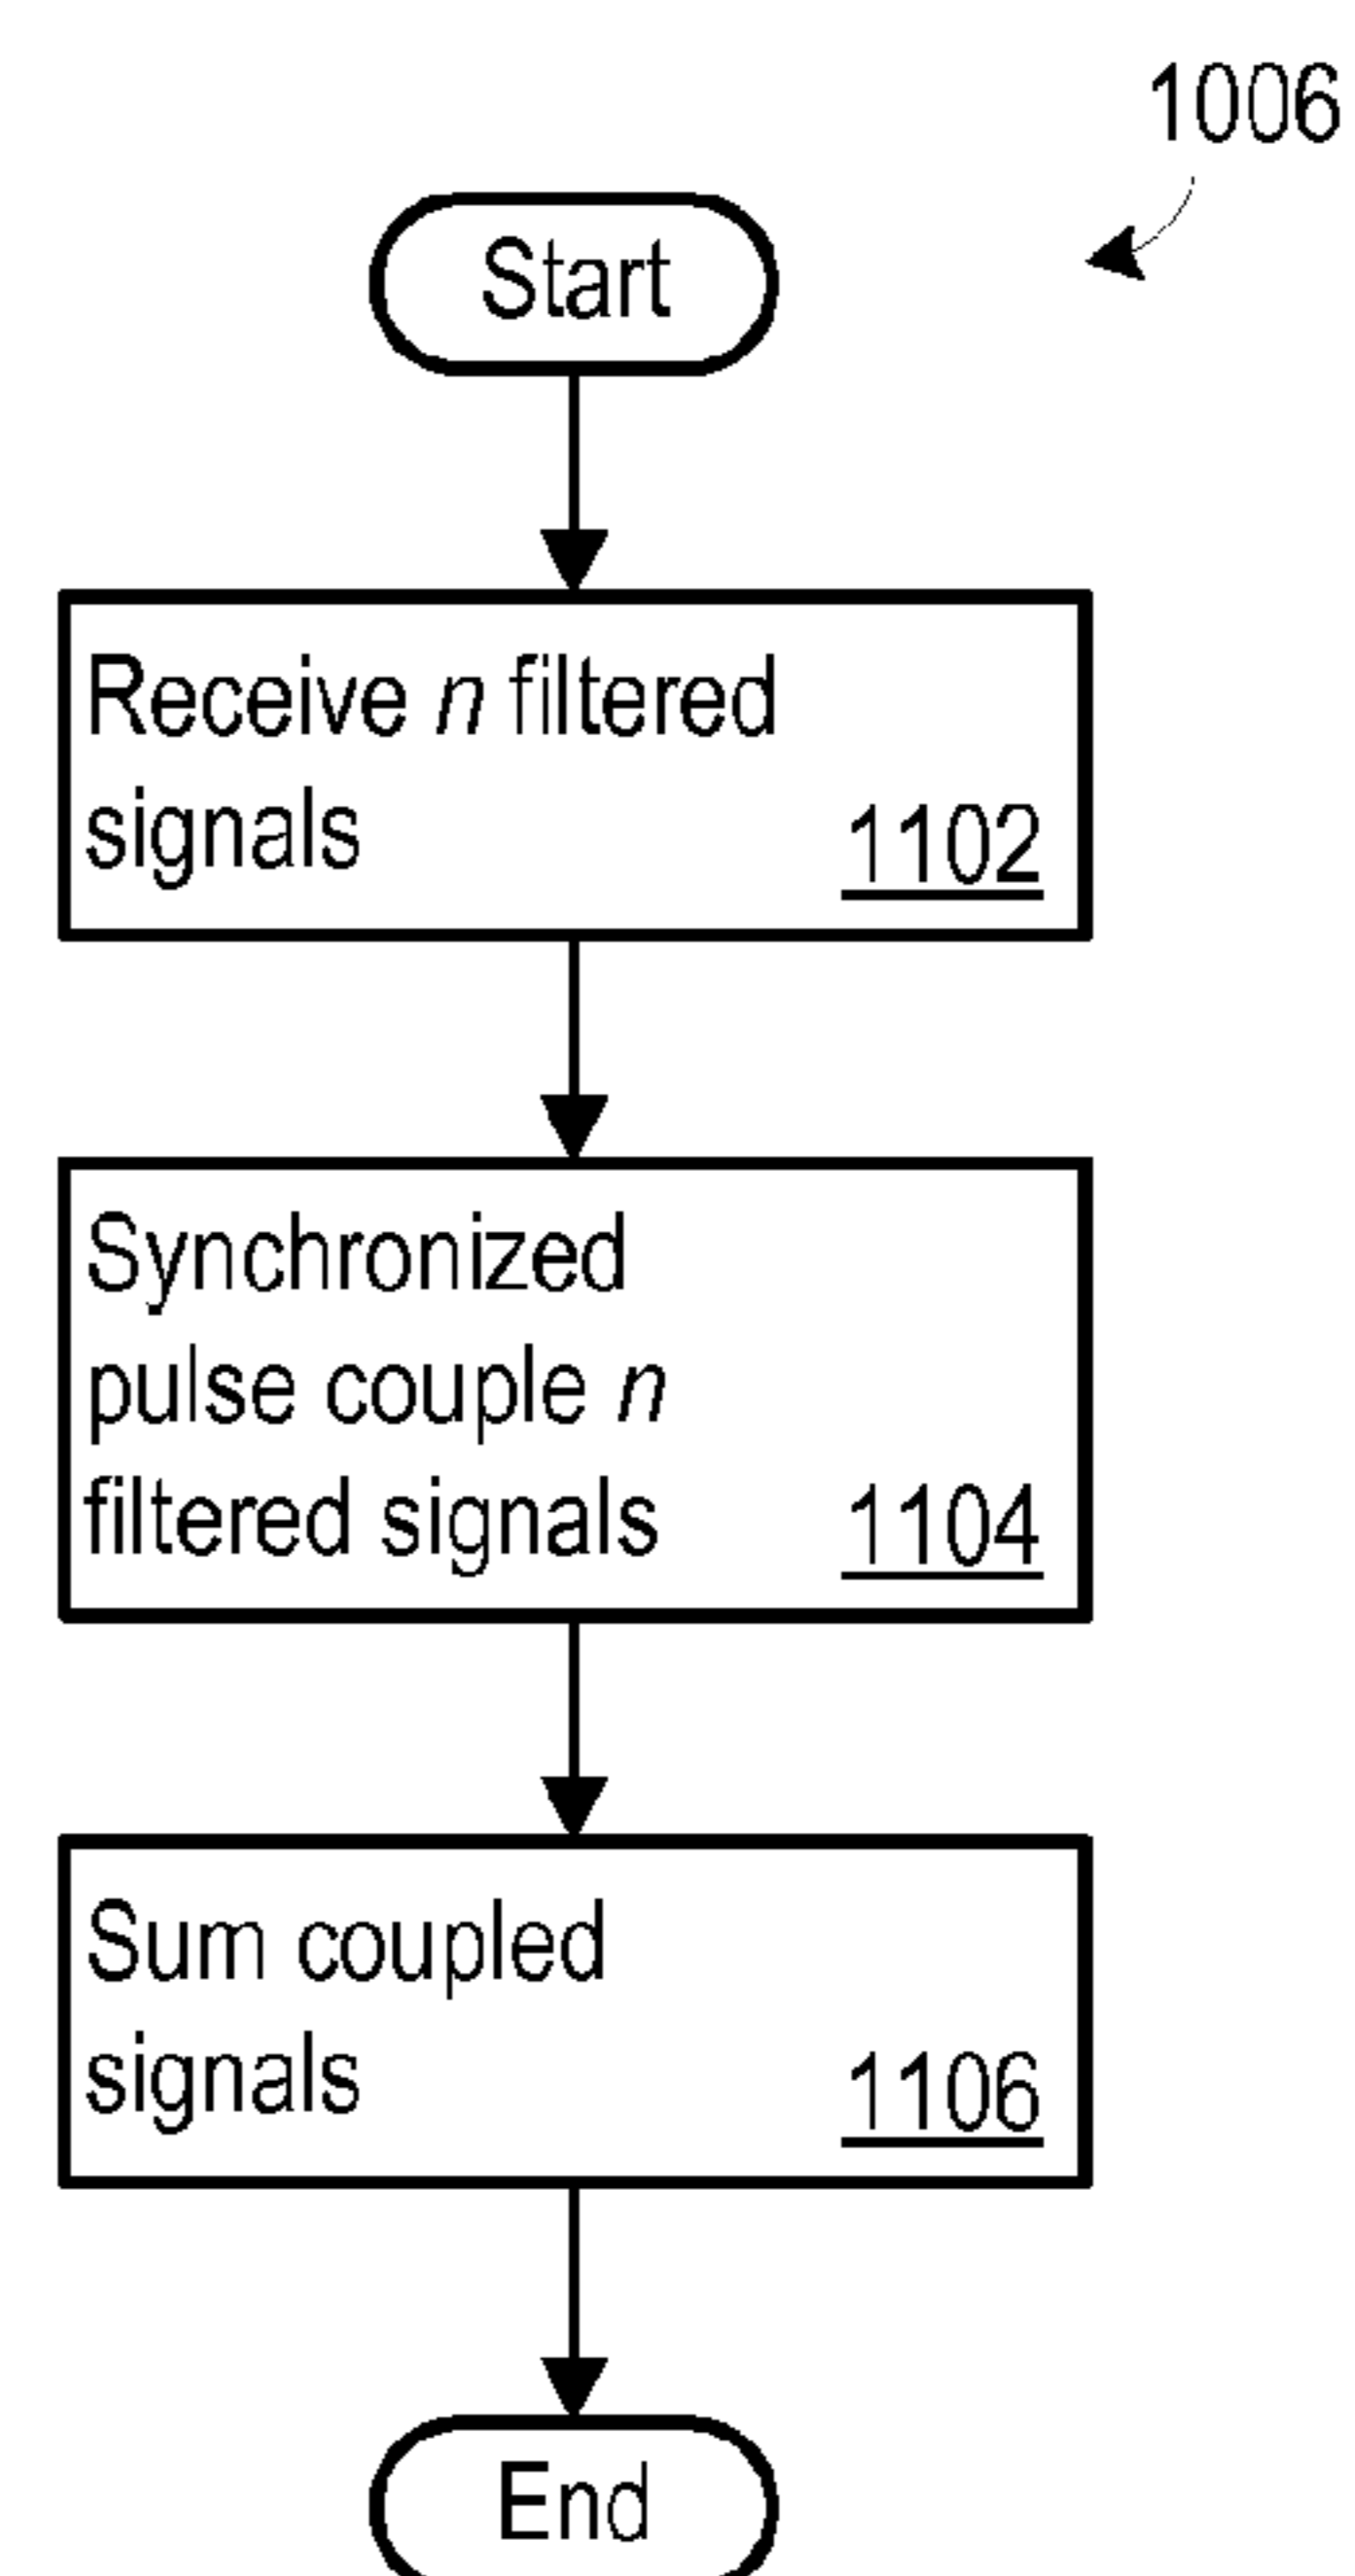 1006
Start
Receive n filtered
signals
1102
Synchronized
pulse couple n
filtered signals
1104
Sum coupled
signals
1106
End